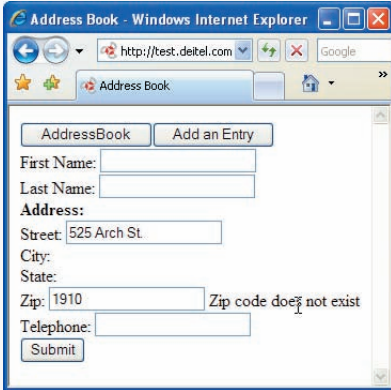 Address Book - Windows Internet Explorer
http://test.deitel.com
Google
Address Book
»
AddressBook Add an Entry
First Name:
Last Name:
Address:
Street: 525 Arch St.
City:
State:
Zip: 1910 Zip code does not exist
Telephone:
Submit